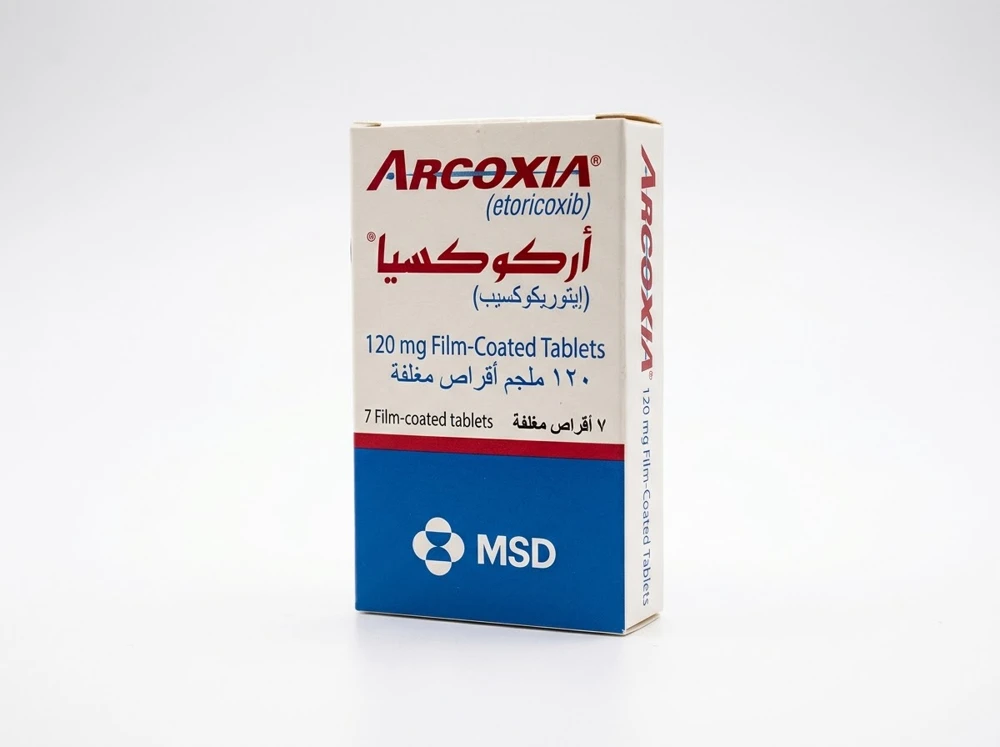 ARCOXIA®
(etoricoxib)
أركوكسيا®
(إيتوريكوكسيب)
120 mg Film-Coated Tablets
١٢٠ ملجم أقراص مغلفة
7 Film-coated tablets ٧ أقراص مغلفة
MSD
ARCOXIA® 120 mg Film-Coated Tablets